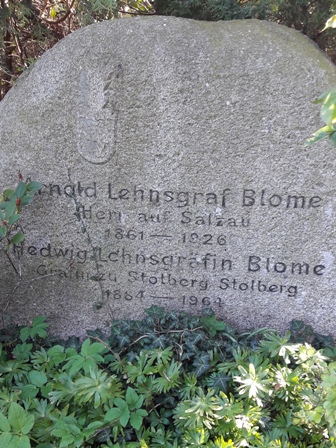 nold Lehnsgraf Blome
Herr auf Salzau
1861 — 1926
Hedwig Lehnsgräfin Blome
Gräfin zu Stolberg Stolberg
1864 — 1964